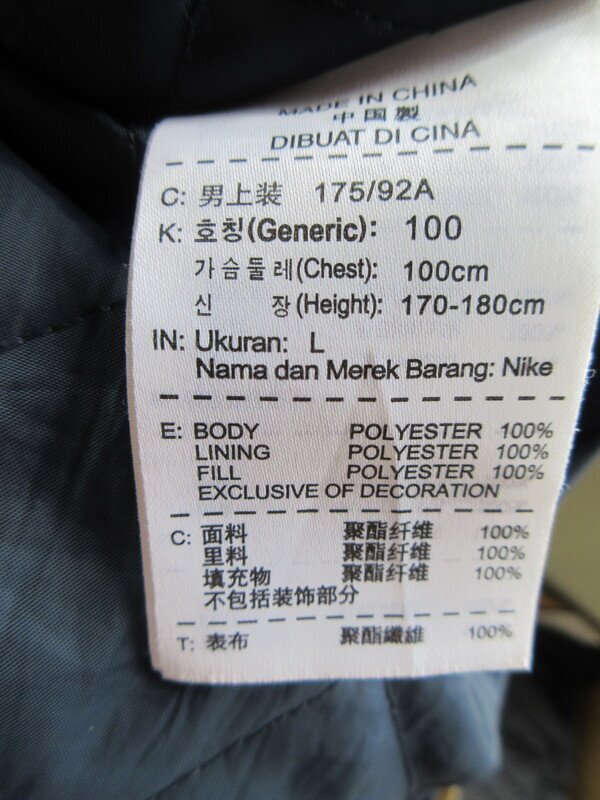 MADE IN CHINA
中国製
DIBUAT DI CINA
C: 男上装 175/92A
K: 호칭(Generic): 100
가슴둘레(Chest): 100cm
신 장(Height): 170-180cm
IN: Ukuran: L
Nama dan Merek Barang: Nike
E: BODY POLYESTER 100%
LINING POLYESTER 100%
FILL POLYESTER 100%
EXCLUSIVE OF DECORATION
C: 面料 聚酯纤维 100%
里料 聚酯纤维 100%
填充物 聚酯纤维 100%
不包括装饰部分
T: 表布 聚酯纖維 100%